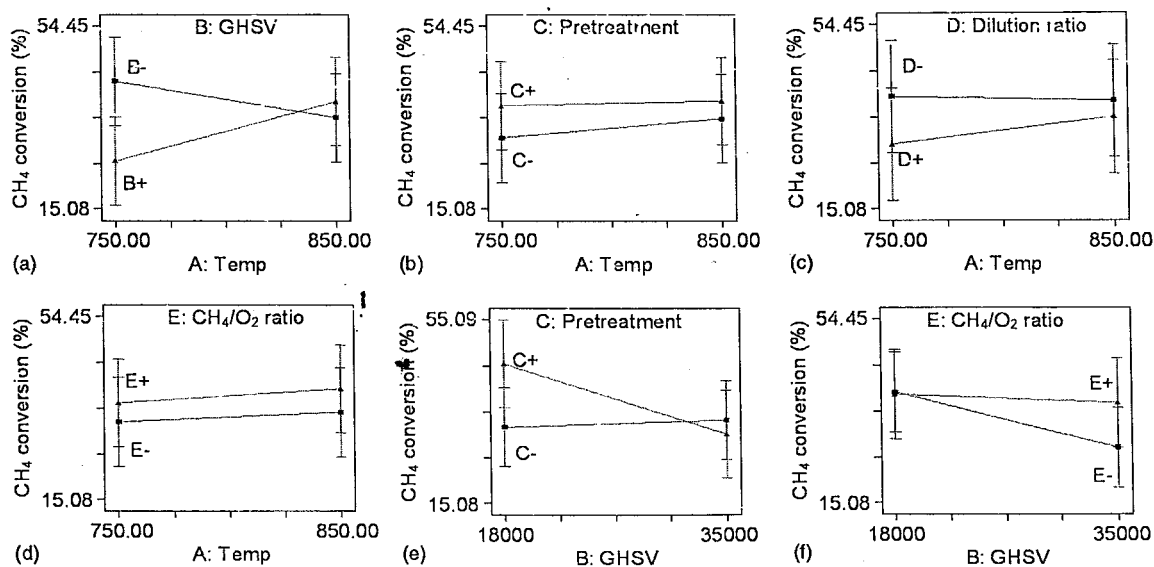 54.45
B: GHSV
CH₄ conversion (%)
B-
B+
15.08
750.00
850.00
(a)
A: Temp
54.45
C: Pretreatment
CH₄ conversion (%)
C+
C-
15.08
750.00
850.00
(b)
A: Temp
54.45
D: Dilution ratio
CH₄ conversion (%)
D-
D+
15.08
750.00
850.00
(c)
A: Temp
54.45
E: CH₄/O₂ ratio
CH₄ conversion (%)
E+
E-
15.08
750.00
850.00
(d)
A: Temp
55.09
C: Pretreatment
CH₄ conversion (%)
C+
C-
15.08
18000
35000
(e)
B: GHSV
54.45
E: CH₄/O₂ ratio
CH₄ conversion (%)
E+
E-
15.08
18000
35000
(f)
B: GHSV